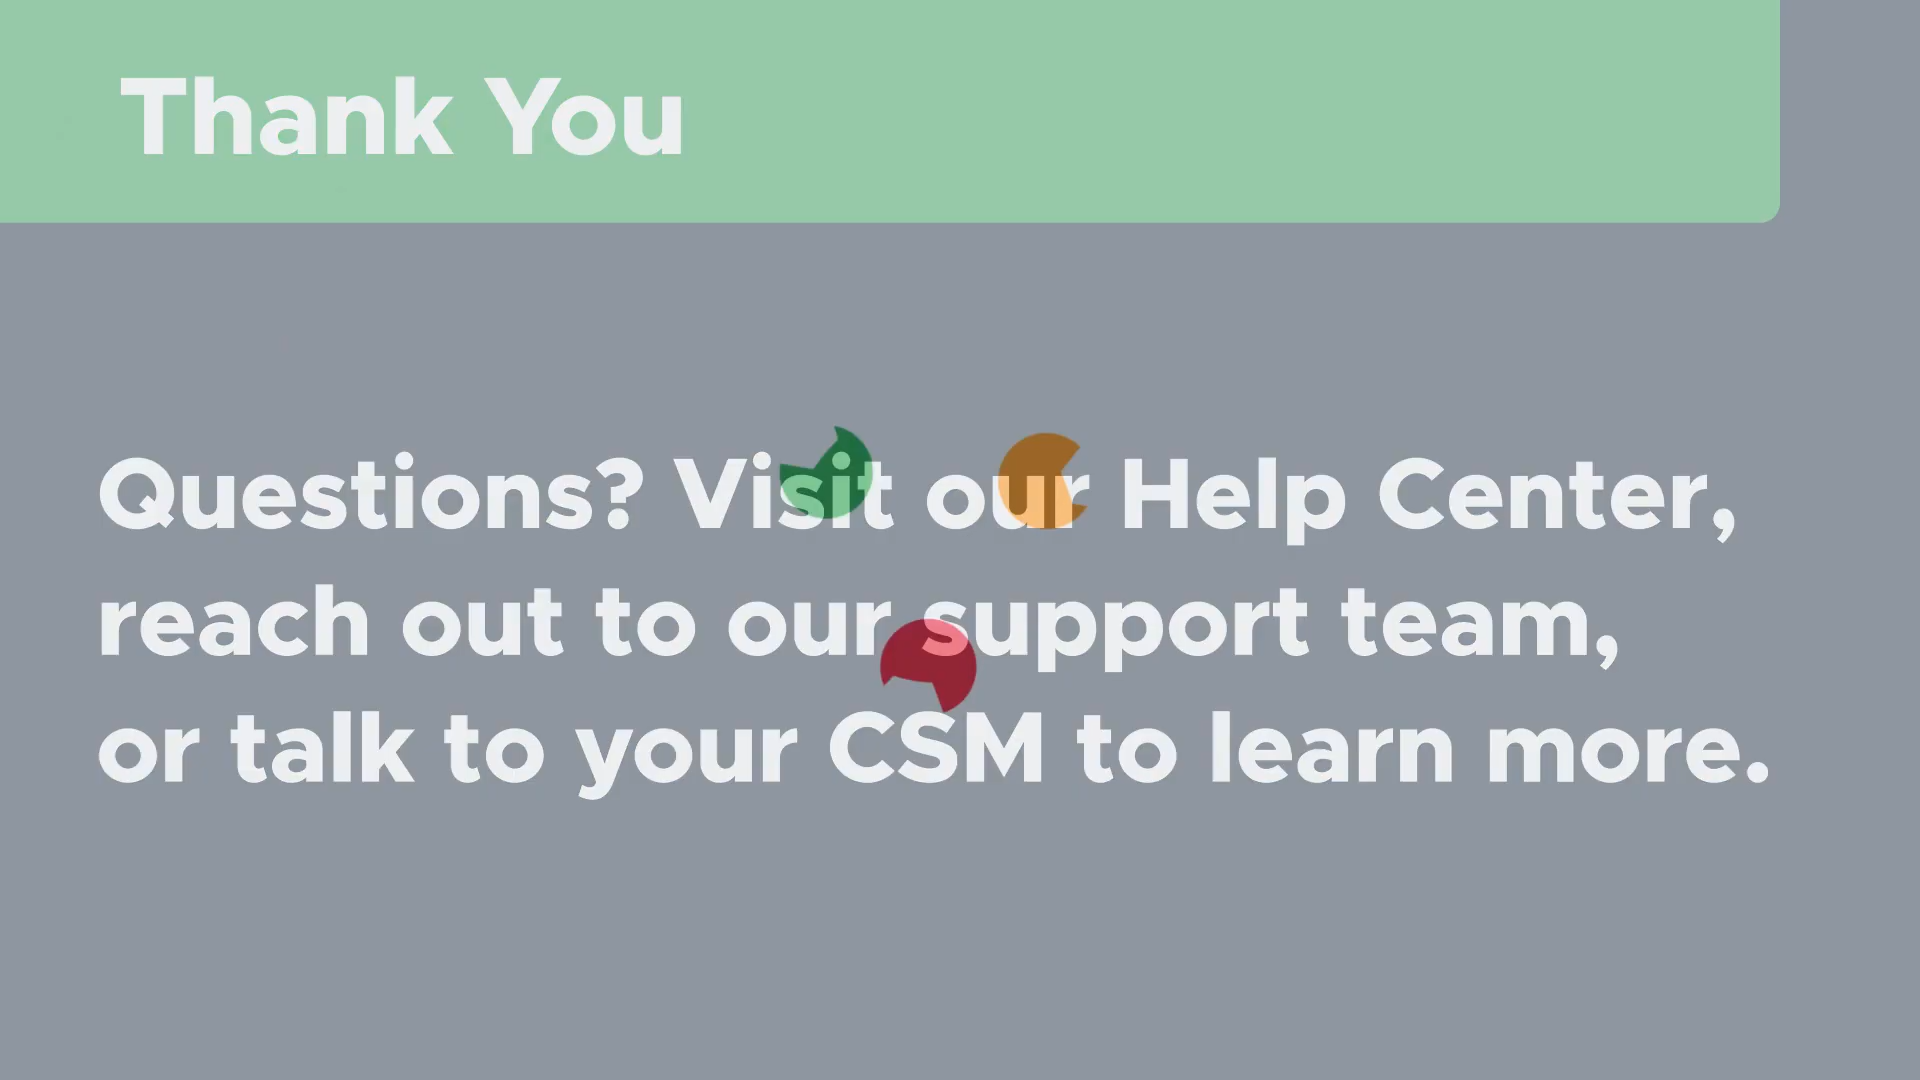 Thank You
Questions? Visit our Help Center,
reach out to our support team,
or talk to your CSM to learn more.